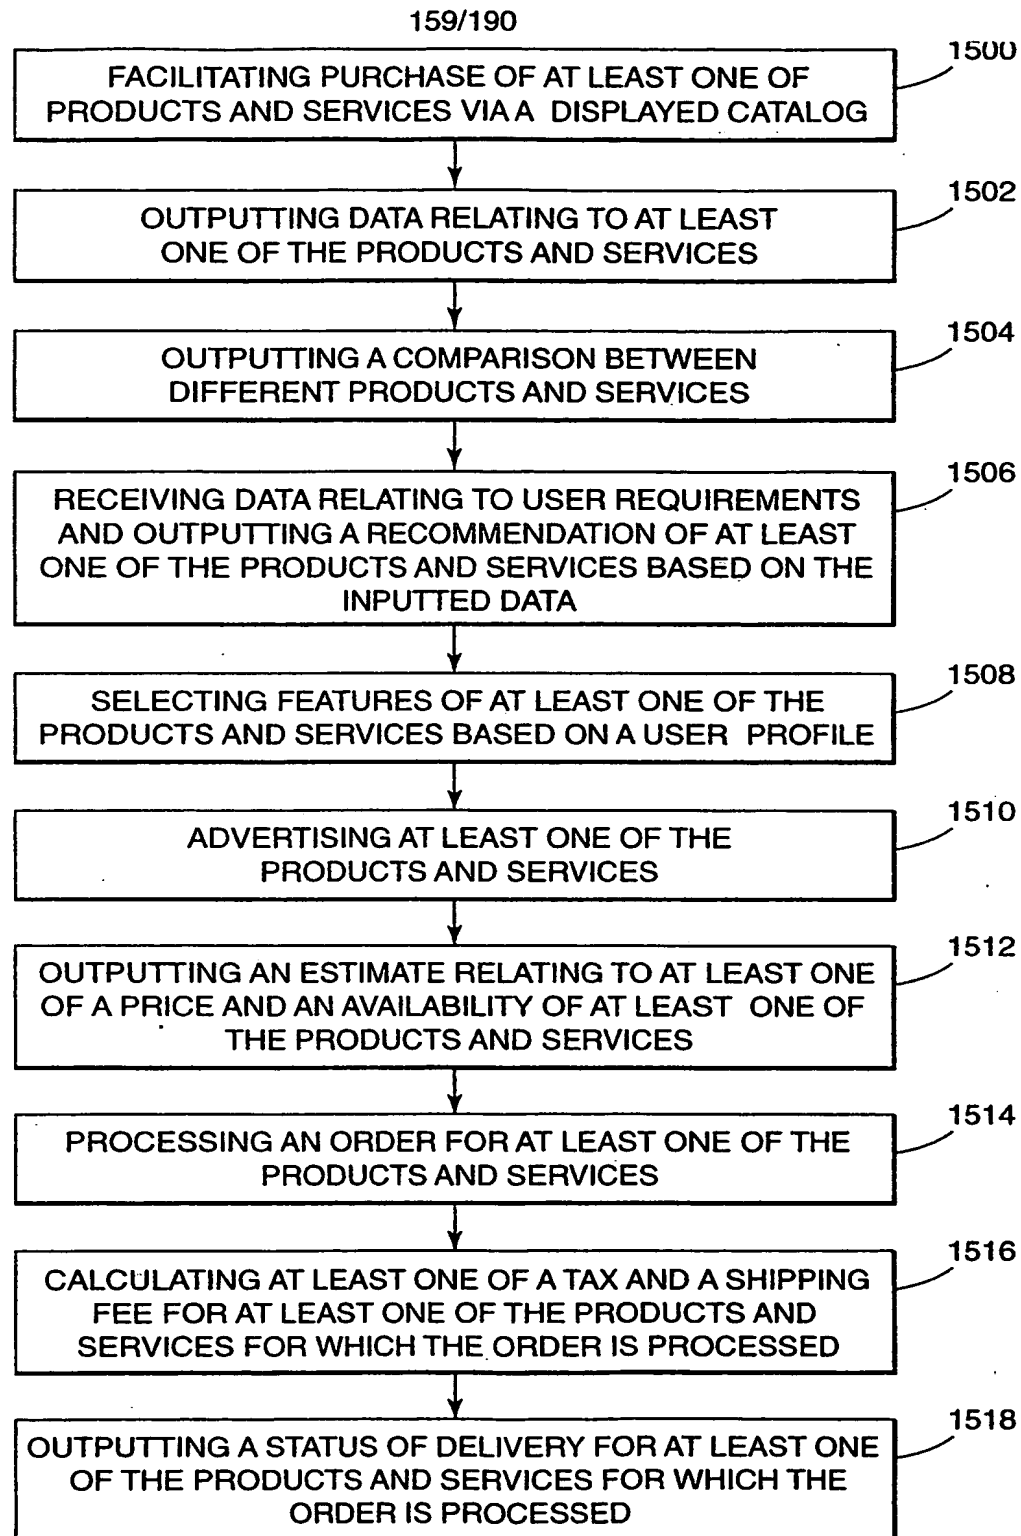 159/190
1500
FACILITATING PURCHASE OF AT LEAST ONE OF
PRODUCTS AND SERVICES VIA A DISPLAYED CATALOG
1502
OUTPUTTING DATA RELATING TO AT LEAST
ONE OF THE PRODUCTS AND SERVICES
1504
OUTPUTTING A COMPARISON BETWEEN
DIFFERENT PRODUCTS AND SERVICES
1506
RECEIVING DATA RELATING TO USER REQUIREMENTS
AND OUTPUTTING A RECOMMENDATION OF AT LEAST
ONE OF THE PRODUCTS AND SERVICES BASED ON THE
INPUTTED DATA
1508
SELECTING FEATURES OF AT LEAST ONE OF THE
PRODUCTS AND SERVICES BASED ON A USER PROFILE
1510
ADVERTISING AT LEAST ONE OF THE
PRODUCTS AND SERVICES
1512
OUTPUTTING AN ESTIMATE RELATING TO AT LEAST ONE
OF A PRICE AND AN AVAILABILITY OF AT LEAST ONE OF
THE PRODUCTS AND SERVICES
1514
PROCESSING AN ORDER FOR AT LEAST ONE OF THE
PRODUCTS AND SERVICES
1516
CALCULATING AT LEAST ONE OF A TAX AND A SHIPPING
FEE FOR AT LEAST ONE OF THE PRODUCTS AND
SERVICES FOR WHICH THE ORDER IS PROCESSED
1518
OUTPUTTING A STATUS OF DELIVERY FOR AT LEAST ONE
OF THE PRODUCTS AND SERVICES FOR WHICH THE
ORDER IS PROCESSED